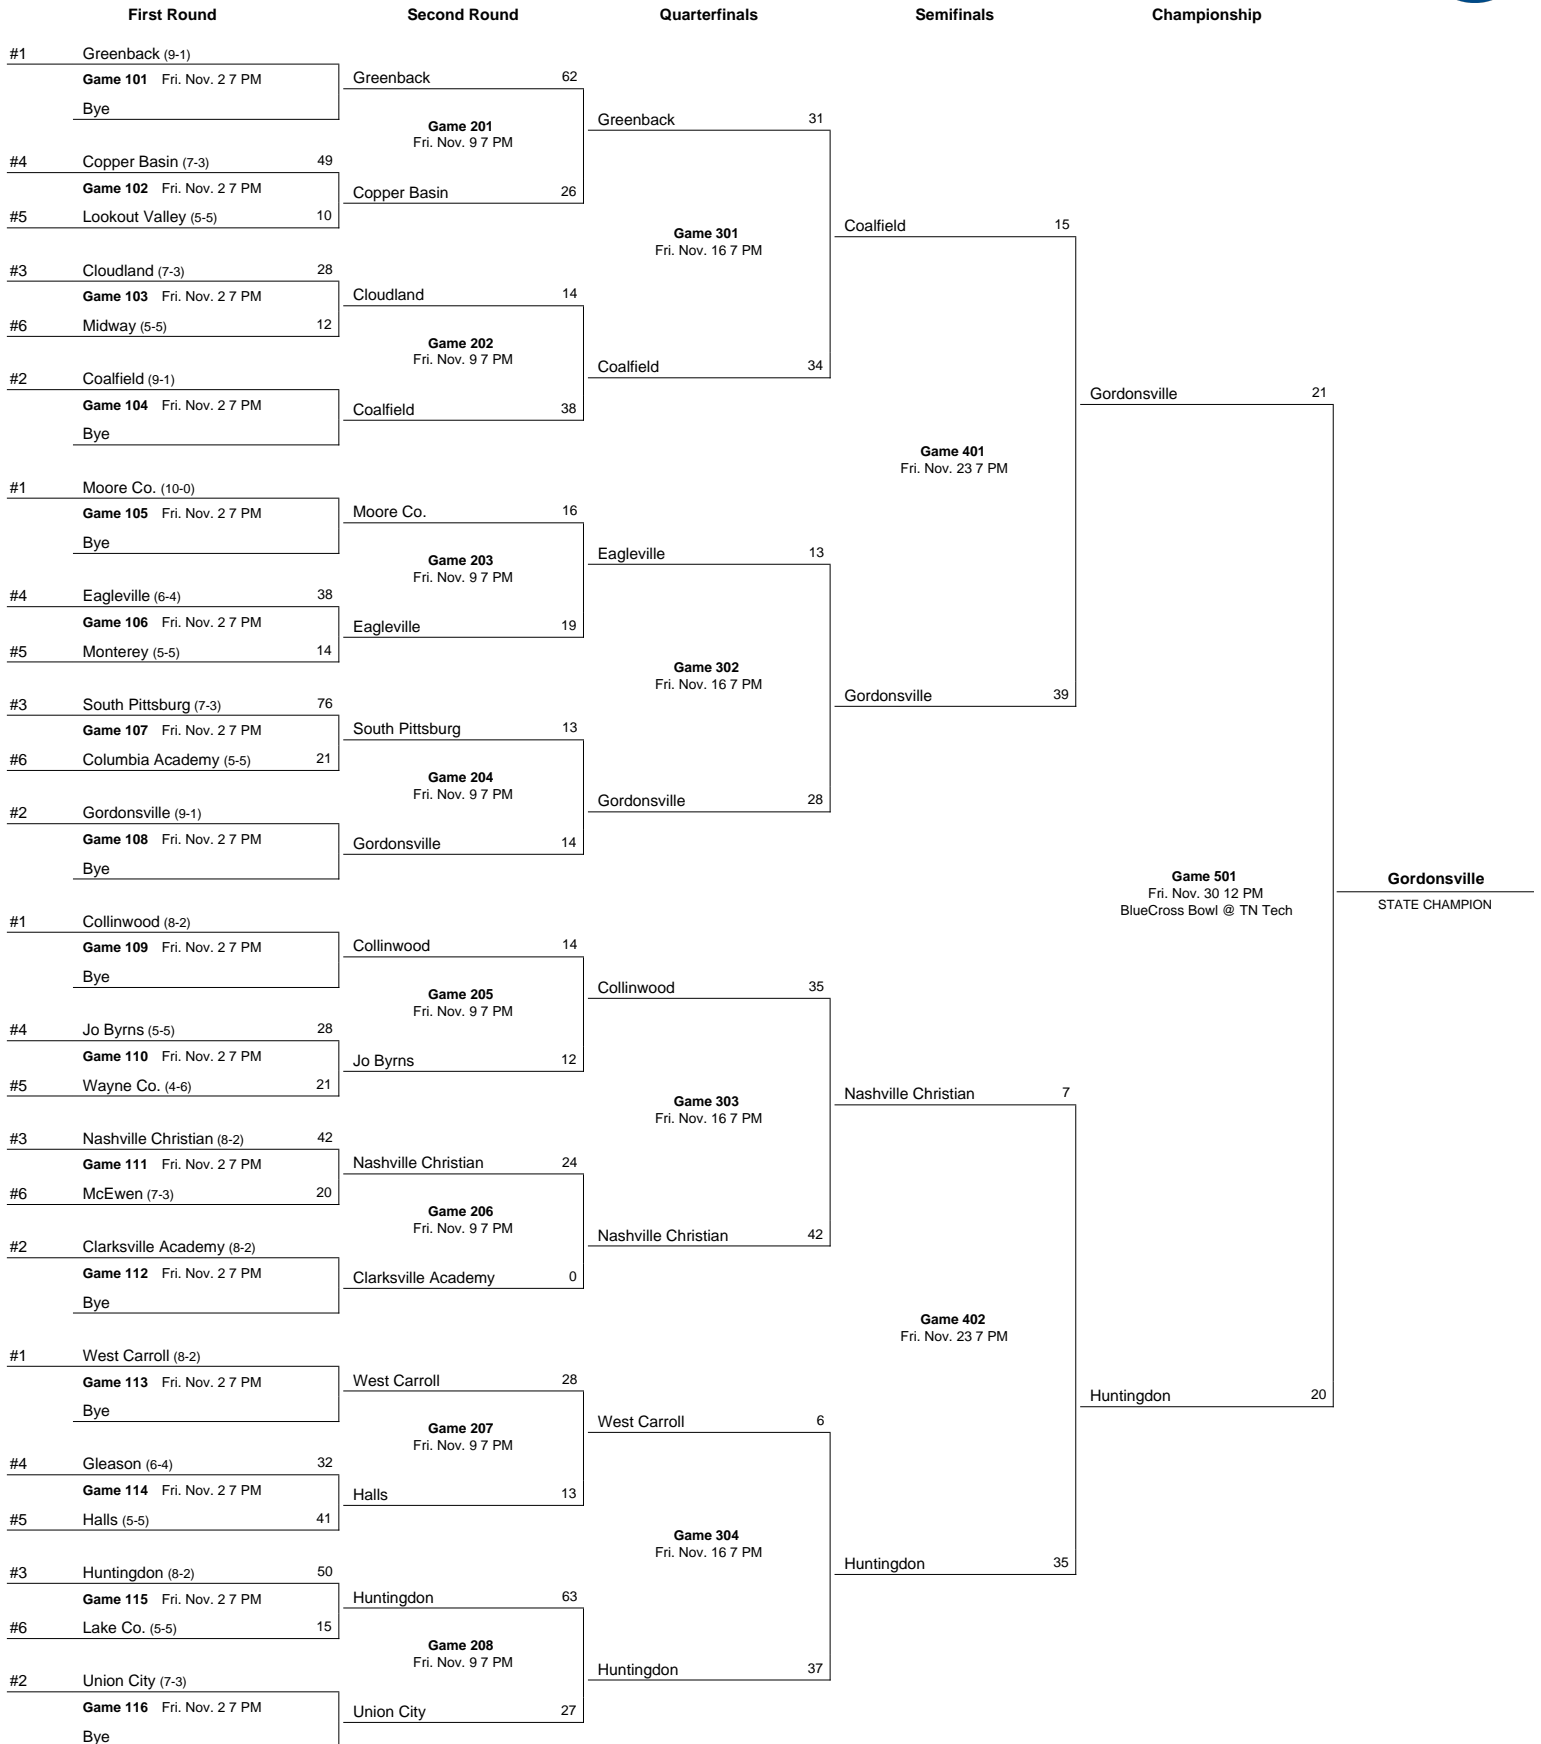 First Round
Second Round
Quarterfinals
Semifinals
Championship
#1 Greenback (9-1)
Game 101 Fri. Nov. 2 7 PM
Bye
#4 Copper Basin (7-3) 49
Game 102 Fri. Nov. 2 7 PM
#5 Lookout Valley (5-5) 10
#3 Cloudland (7-3) 28
Game 103 Fri. Nov. 2 7 PM
#6 Midway (5-5) 12
#2 Coalfield (9-1)
Game 104 Fri. Nov. 2 7 PM
Bye
#1 Moore Co. (10-0)
Game 105 Fri. Nov. 2 7 PM
Bye
#4 Eagleville (6-4) 38
Game 106 Fri. Nov. 2 7 PM
#5 Monterey (5-5) 14
#3 South Pittsburg (7-3) 76
Game 107 Fri. Nov. 2 7 PM
#6 Columbia Academy (5-5) 21
#2 Gordonsville (9-1)
Game 108 Fri. Nov. 2 7 PM
Bye
#1 Collinwood (8-2)
Game 109 Fri. Nov. 2 7 PM
Bye
#4 Jo Byrns (5-5) 28
Game 110 Fri. Nov. 2 7 PM
#5 Wayne Co. (4-6) 21
#3 Nashville Christian (8-2) 42
Game 111 Fri. Nov. 2 7 PM
#6 McEwen (7-3) 20
#2 Clarksville Academy (8-2)
Game 112 Fri. Nov. 2 7 PM
Bye
#1 West Carroll (8-2)
Game 113 Fri. Nov. 2 7 PM
Bye
#4 Gleason (6-4) 32
Game 114 Fri. Nov. 2 7 PM
#5 Halls (5-5) 41
#3 Huntingdon (8-2) 50
Game 115 Fri. Nov. 2 7 PM
#6 Lake Co. (5-5) 15
#2 Union City (7-3)
Game 116 Fri. Nov. 2 7 PM
Bye
Greenback 62
Game 201
Fri. Nov. 9 7 PM
Copper Basin 26
Cloudland 14
Game 202
Fri. Nov. 9 7 PM
Coalfield 38
Moore Co. 16
Game 203
Fri. Nov. 9 7 PM
Eagleville 19
South Pittsburg 13
Game 204
Fri. Nov. 9 7 PM
Gordonsville 14
Collinwood 14
Game 205
Fri. Nov. 9 7 PM
Jo Byrns 12
Nashville Christian 24
Game 206
Fri. Nov. 9 7 PM
Clarksville Academy 0
West Carroll 28
Game 207
Fri. Nov. 9 7 PM
Halls 13
Huntingdon 63
Game 208
Fri. Nov. 9 7 PM
Union City 27
Greenback 31
Game 301
Fri. Nov. 16 7 PM
Coalfield 34
Eagleville 13
Game 302
Fri. Nov. 16 7 PM
Gordonsville 28
Collinwood 35
Game 303
Fri. Nov. 16 7 PM
Nashville Christian 42
West Carroll 6
Game 304
Fri. Nov. 16 7 PM
Huntingdon 37
Coalfield 15
Game 401
Fri. Nov. 23 7 PM
Gordonsville 39
Nashville Christian 7
Game 402
Fri. Nov. 23 7 PM
Huntingdon 35
Gordonsville 21
Game 501
Fri. Nov. 30 12 PM
BlueCross Bowl @ TN Tech
Huntingdon 20
Gordonsville
STATE CHAMPION